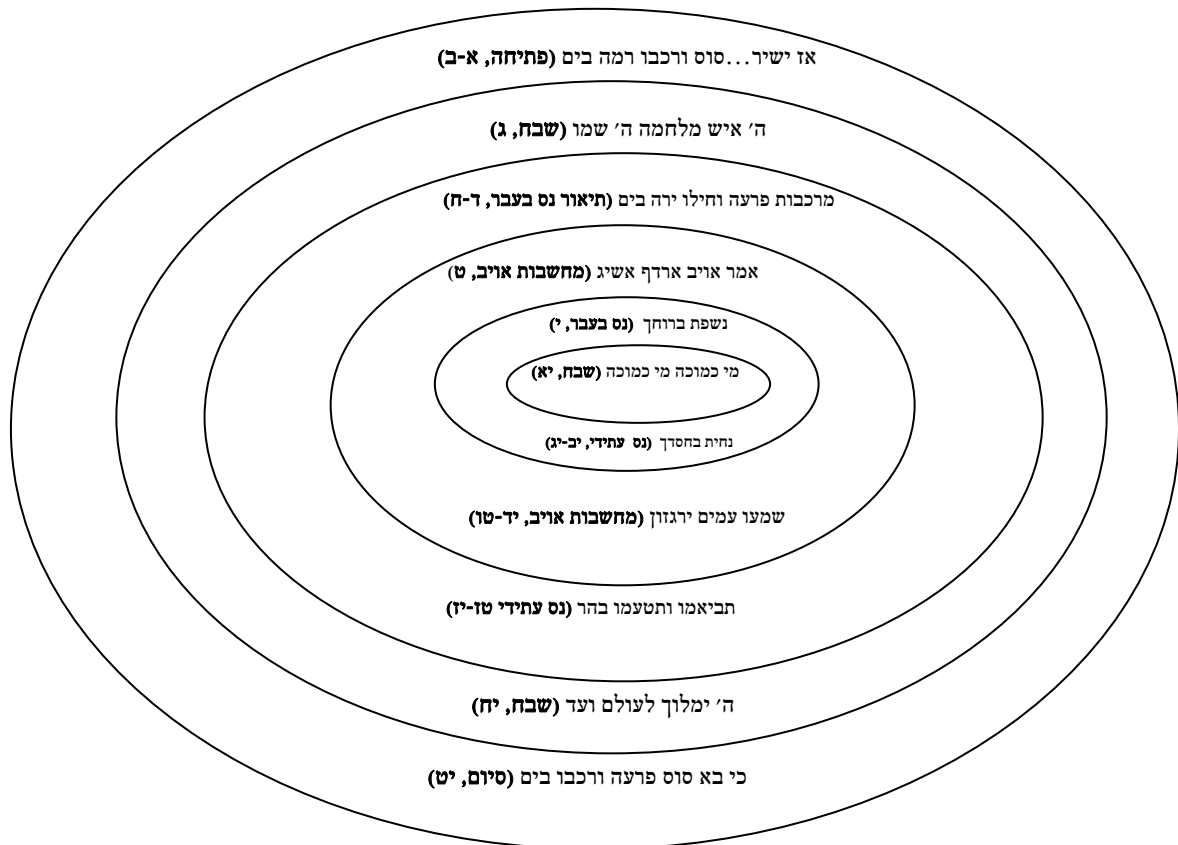 אז ישיר...סוס ורכבו רמה בים (פתיחה, א-ב)
ה' איש מלחמה ה' שמו (שבח, ג)
מרכבות פרעה וחילו ירה בים (תיאור נס בעבר, ד-ח)
אמר אויב ארדף אשיג (מחשבות אויב, ט)
נשפת ברוחך (נס בעבר, י)
מי כמוכה מי כמוכה (שבח, יא)
נחית בחסדך (נס עתידי, יב-יג)
שמעו עמים ירגזון (מחשבות אויב, יד-טו)
תביאמו ותטעמו בהר (נס עתידי טז-יז)
ה' ימלוך לעולם ועד (שבח, יח)
כי בא סוס פרעה ורכבו בים (סיום, יט)